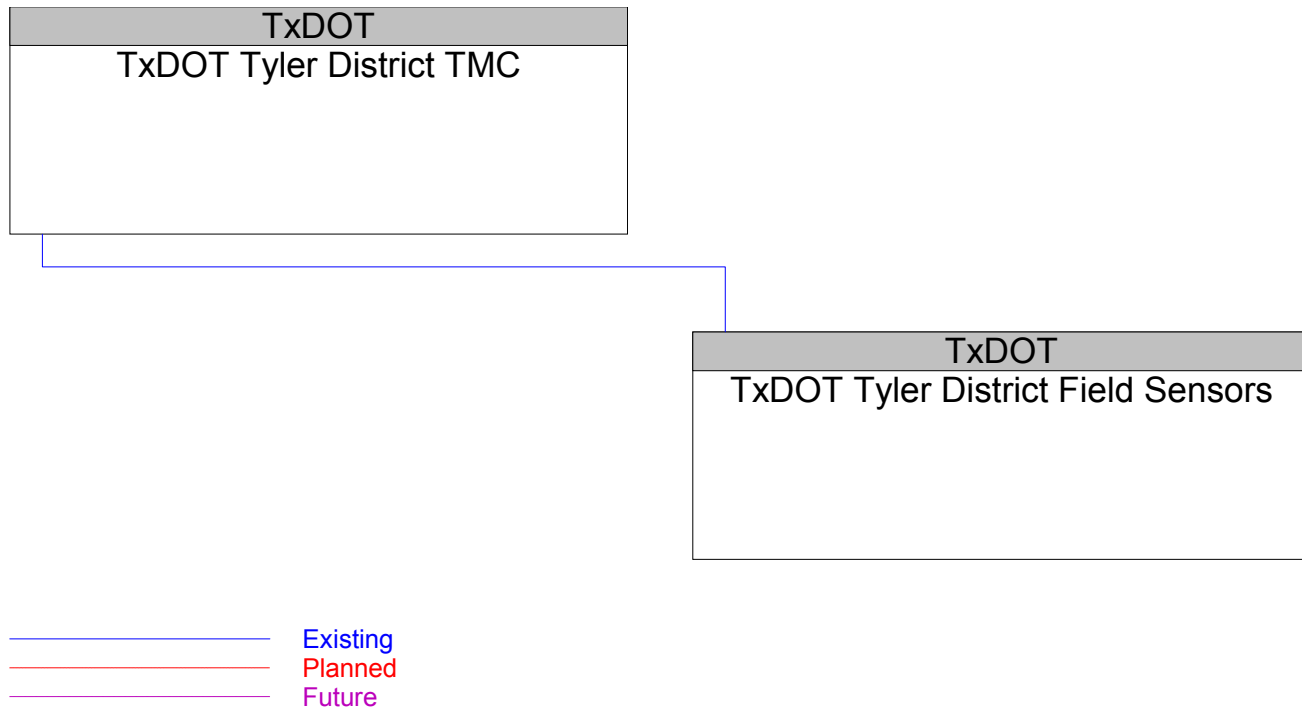 TxDOT
TxDOT Tyler District TMC
TxDOT
TxDOT Tyler District Field Sensors
Existing
Planned
Future